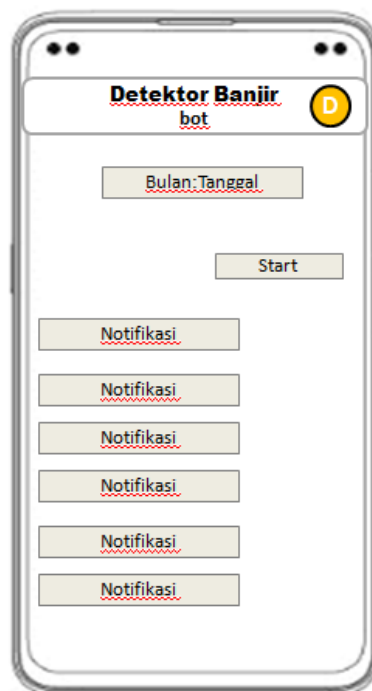 Detektor Banjir
bot
D
Bulan:Tanggal
Start
Notifikasi
Notifikasi
Notifikasi
Notifikasi
Notifikasi
Notifikasi